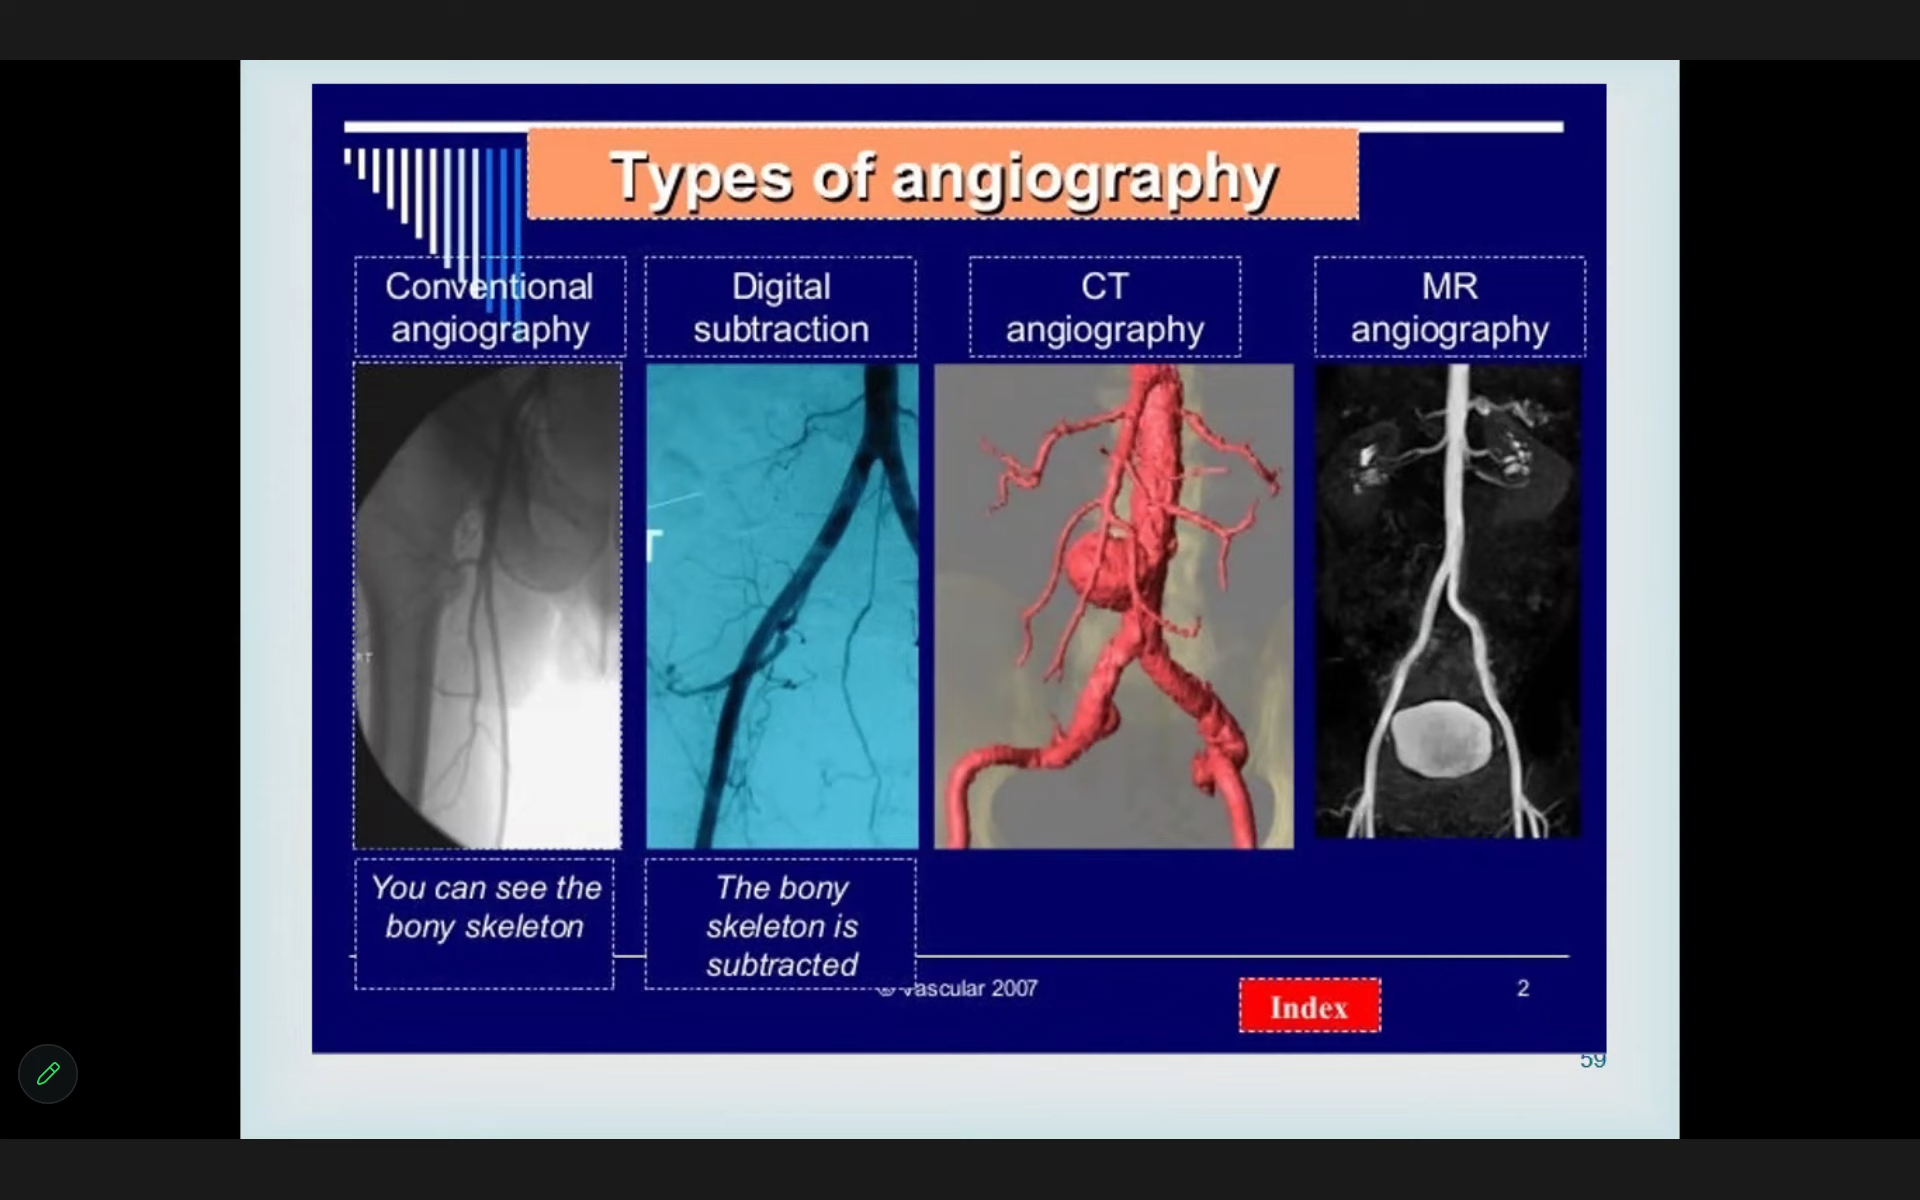 Types of angiography
Conventional
angiography
Digital
subtraction
CT
angiography
MR
angiography
RT
T
You can see the
bony skeleton
The bony
skeleton is
subtracted
© Vascular 2007
Index
2
59